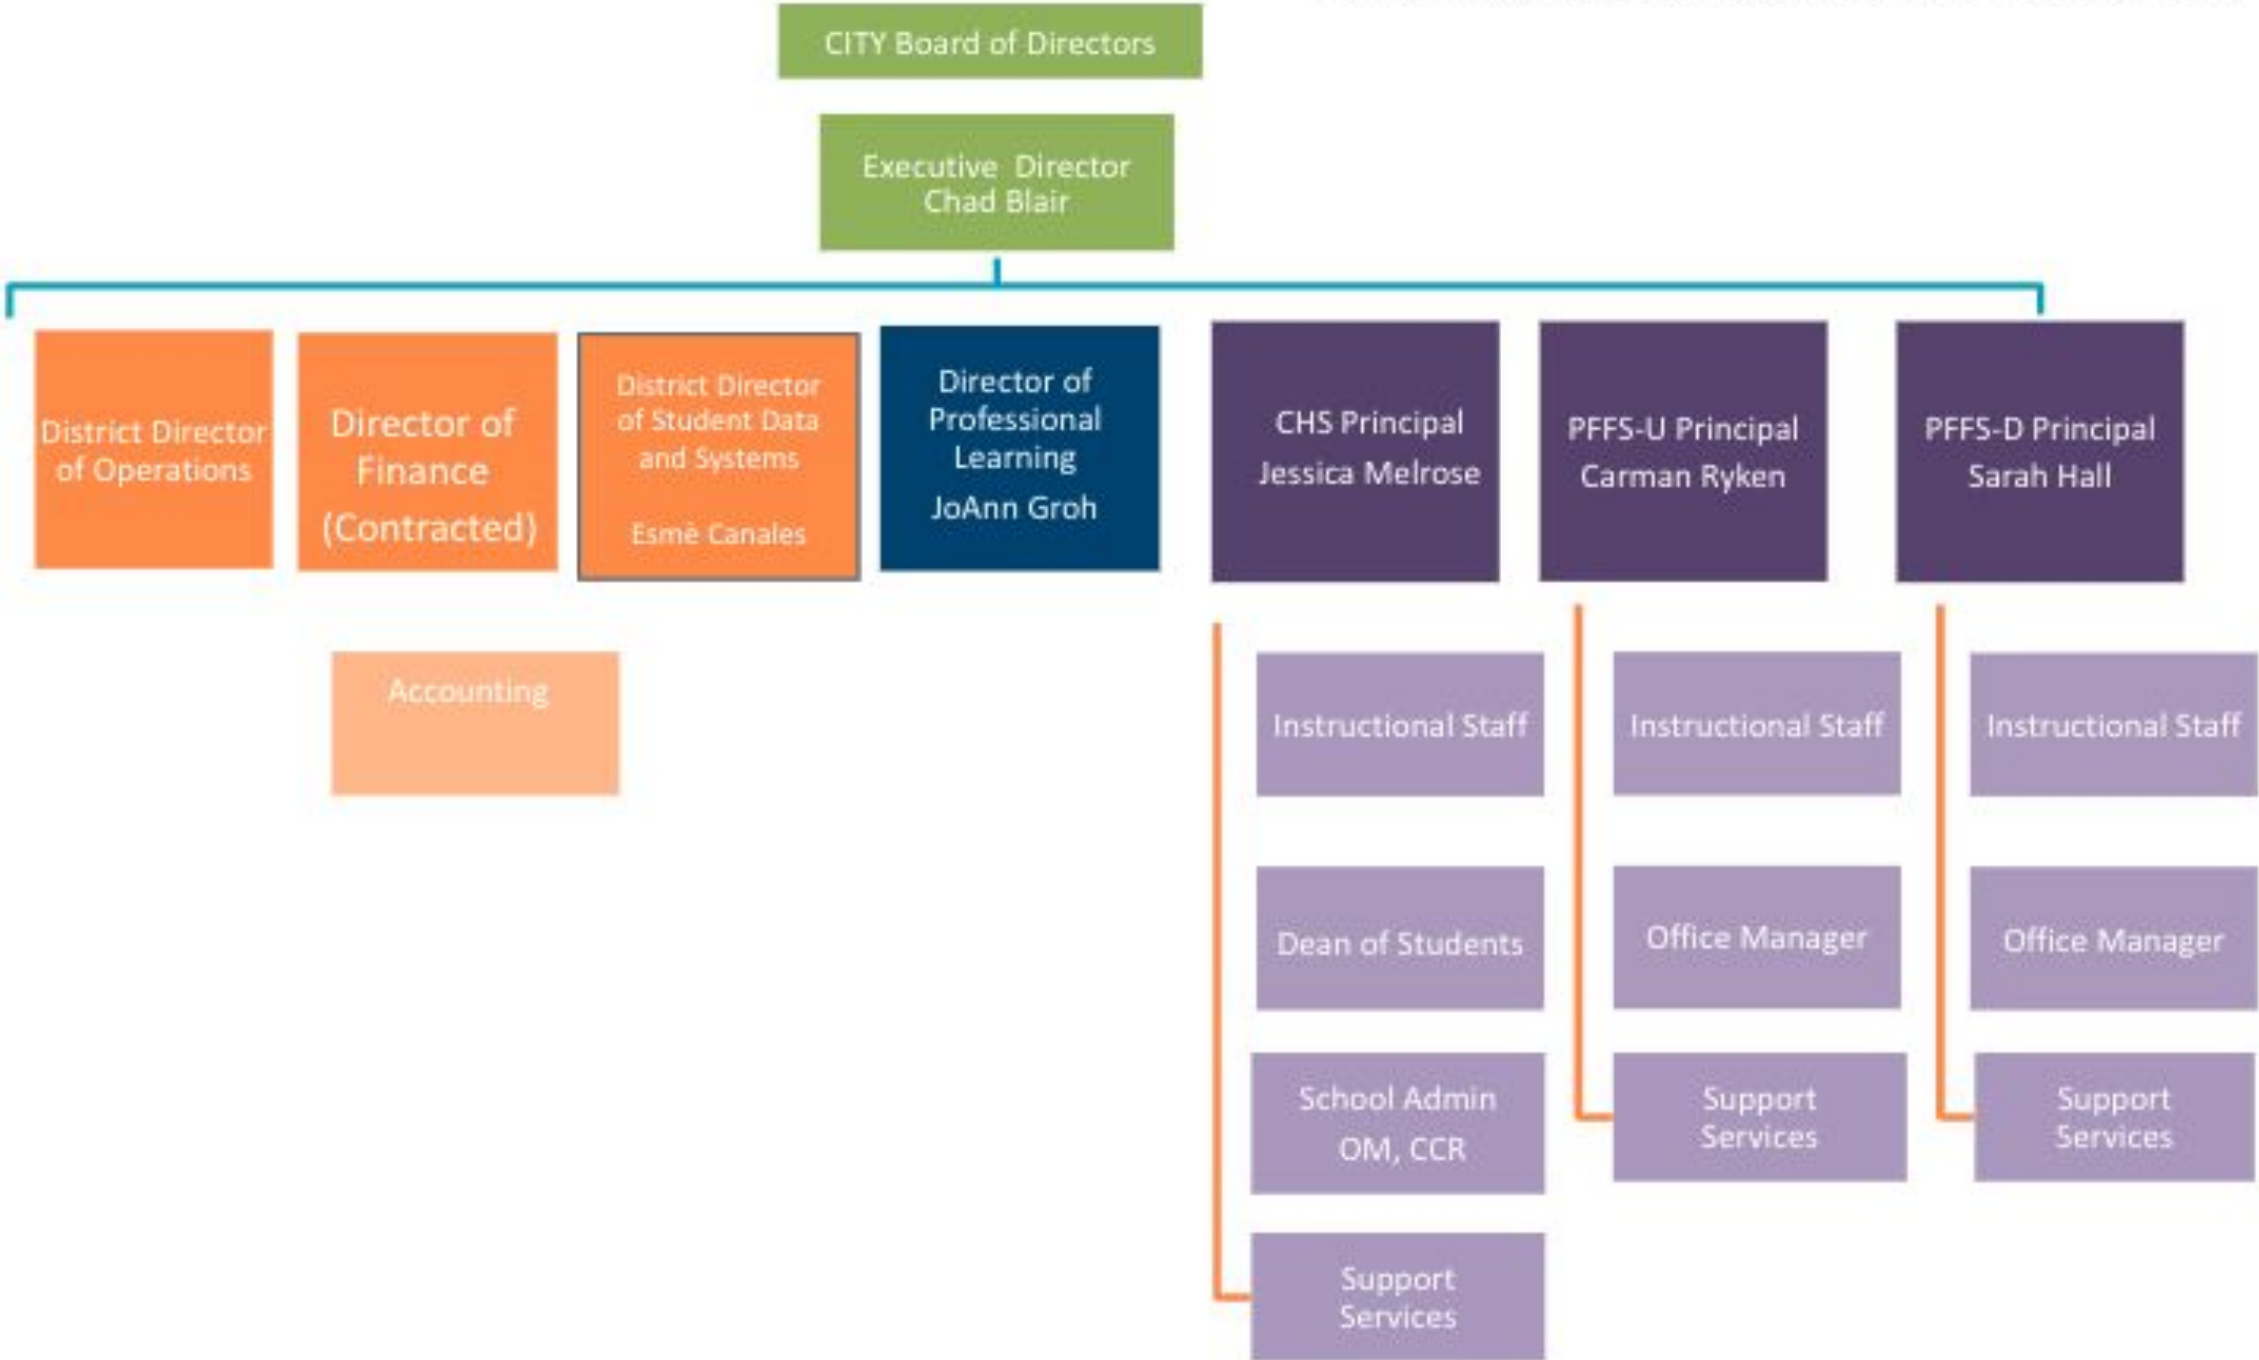 CITY Board of Directors
Executive Director
Chad Blair
District Director
of Operations
Director of
Finance
(Contracted)
District Director
of Student Data
and Systems
Esmè Canales
Director of
Professional
Learning
JoAnn Groh
CHS Principal
Jessica Melrose
PFFS-U Principal
Carman Ryken
PFFS-D Principal
Sarah Hall
Accounting
Instructional Staff
Dean of Students
School Admin
OM, CCR
Support
Services
Instructional Staff
Office Manager
Support
Services
Instructional Staff
Office Manager
Support
Services